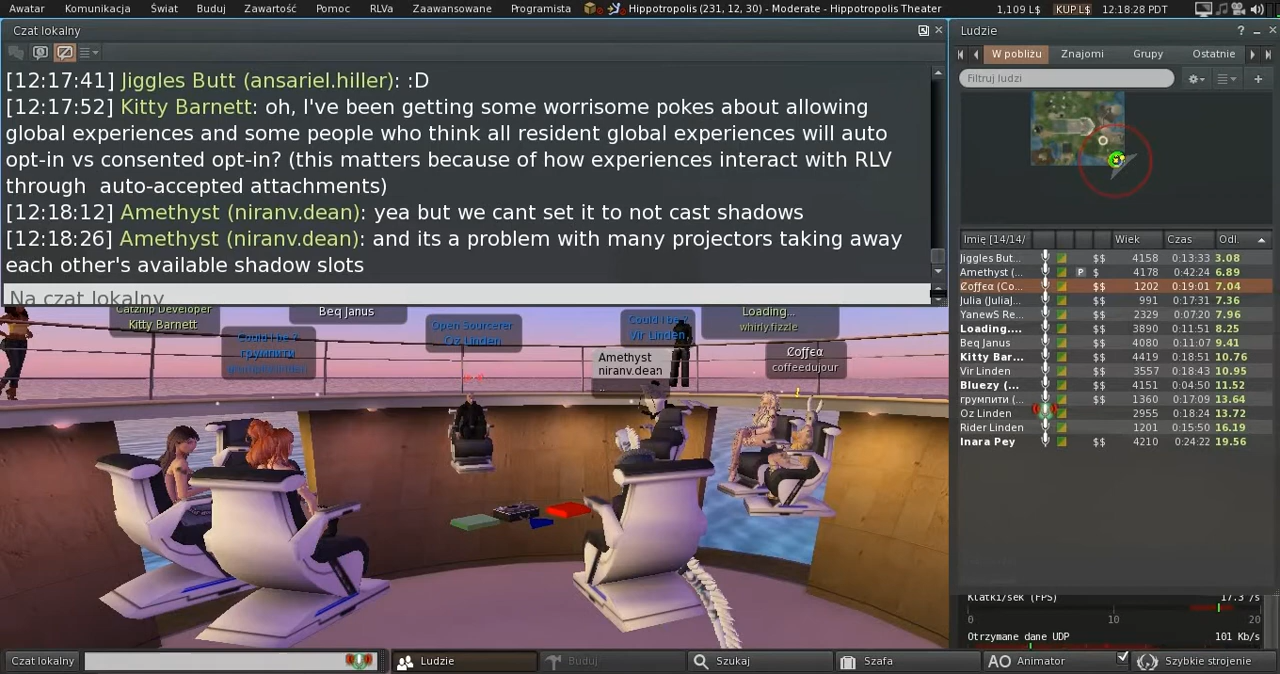 Awatar Komunikacja Świat Buduj Zawartość Pomoc RLVa Zaawansowane Programista Hippotropolis (231, 12, 30) - Moderate - Hippotropolis Theater 1,109 L$ KUP L$ 12:18:28 PDT
Czat lokalny
[12:17:41] Jiggles Butt (ansariel.hiller): :D
[12:17:52] Kitty Barnett: oh, I've been getting some worrisome pokes about allowing
global experiences and some people who think all resident global experiences will auto
opt-in vs consented opt-in? (this matters because of how experiences interact with RLV
through auto-accepted attachments)
[12:18:12] Amethyst (niranv.dean): yea but we cant set it to not cast shadows
[12:18:26] Amethyst (niranv.dean): and its a problem with many projectors taking away
each other's available shadow slots
Na czat lokalny
Catznip Developer
Kitty Barnett
Could I be ?
грумпити
Beq Janus
Open Sourcerer
Oz Linden
Could I be ?
Vir Linden
Amethyst
niranv.dean
..
Loading...
whirly.fizzle
Ȼøffєα
coffeedujour
Ludzie
? _ ×
W pobliżu Znajomi Grupy Ostatnie
Filtruj ludzi
Imię [14/14/ Wiek Czas Odl.
Jiggles But... $$ 4158 0:13:33 3.08
Amethyst (... P $ 4178 0:42:24 6.89
Ȼøffєα (Co... $$ 1202 0:19:01 7.04
Julia (JuliaJ... 991 0:17:31 7.36
YanewS Re... $$ 2329 0:07:20 7.96
Loading.... $$ 3890 0:11:51 8.25
Beq Janus 4080 0:11:07 9.41
Kitty Bar... $$ 4419 0:18:51 10.76
Vir Linden $$ 3557 0:18:43 10.95
Bluezy (... $$ 4151 0:04:50 11.52
грумпити (... $$ 1360 0:17:09 13.64
Oz Linden 2955 0:18:24 13.72
Rider Linden 1201 0:15:50 16.19
Inara Pey $$ 4210 0:24:22 19.56
Klatki/sek (FPS) 17.3 /s
0 10 20
Otrzymane dane UDP 101 Kb/s
Czat lokalny Ludzie Buduj Szukaj Szafa AO Animator Szybkie strojenie